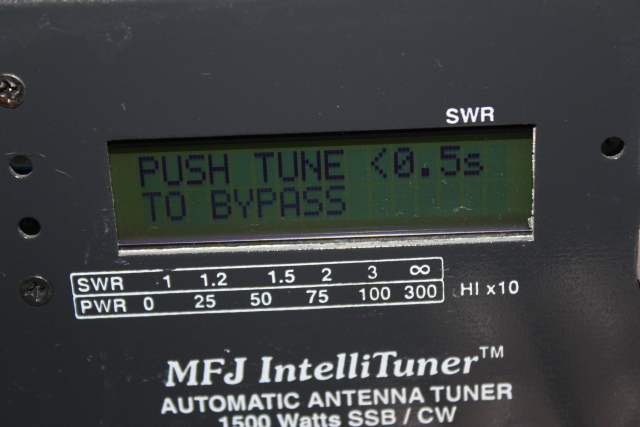 SWR
PUSH TUNE <0.5s
TO BYPASS
SWR 1 1.2 1.5 2 3 ∞
PWR 0 25 50 75 100 300 HI x10
MFJ IntelliTuner™
AUTOMATIC ANTENNA TUNER
1500 Watts SSB / CW